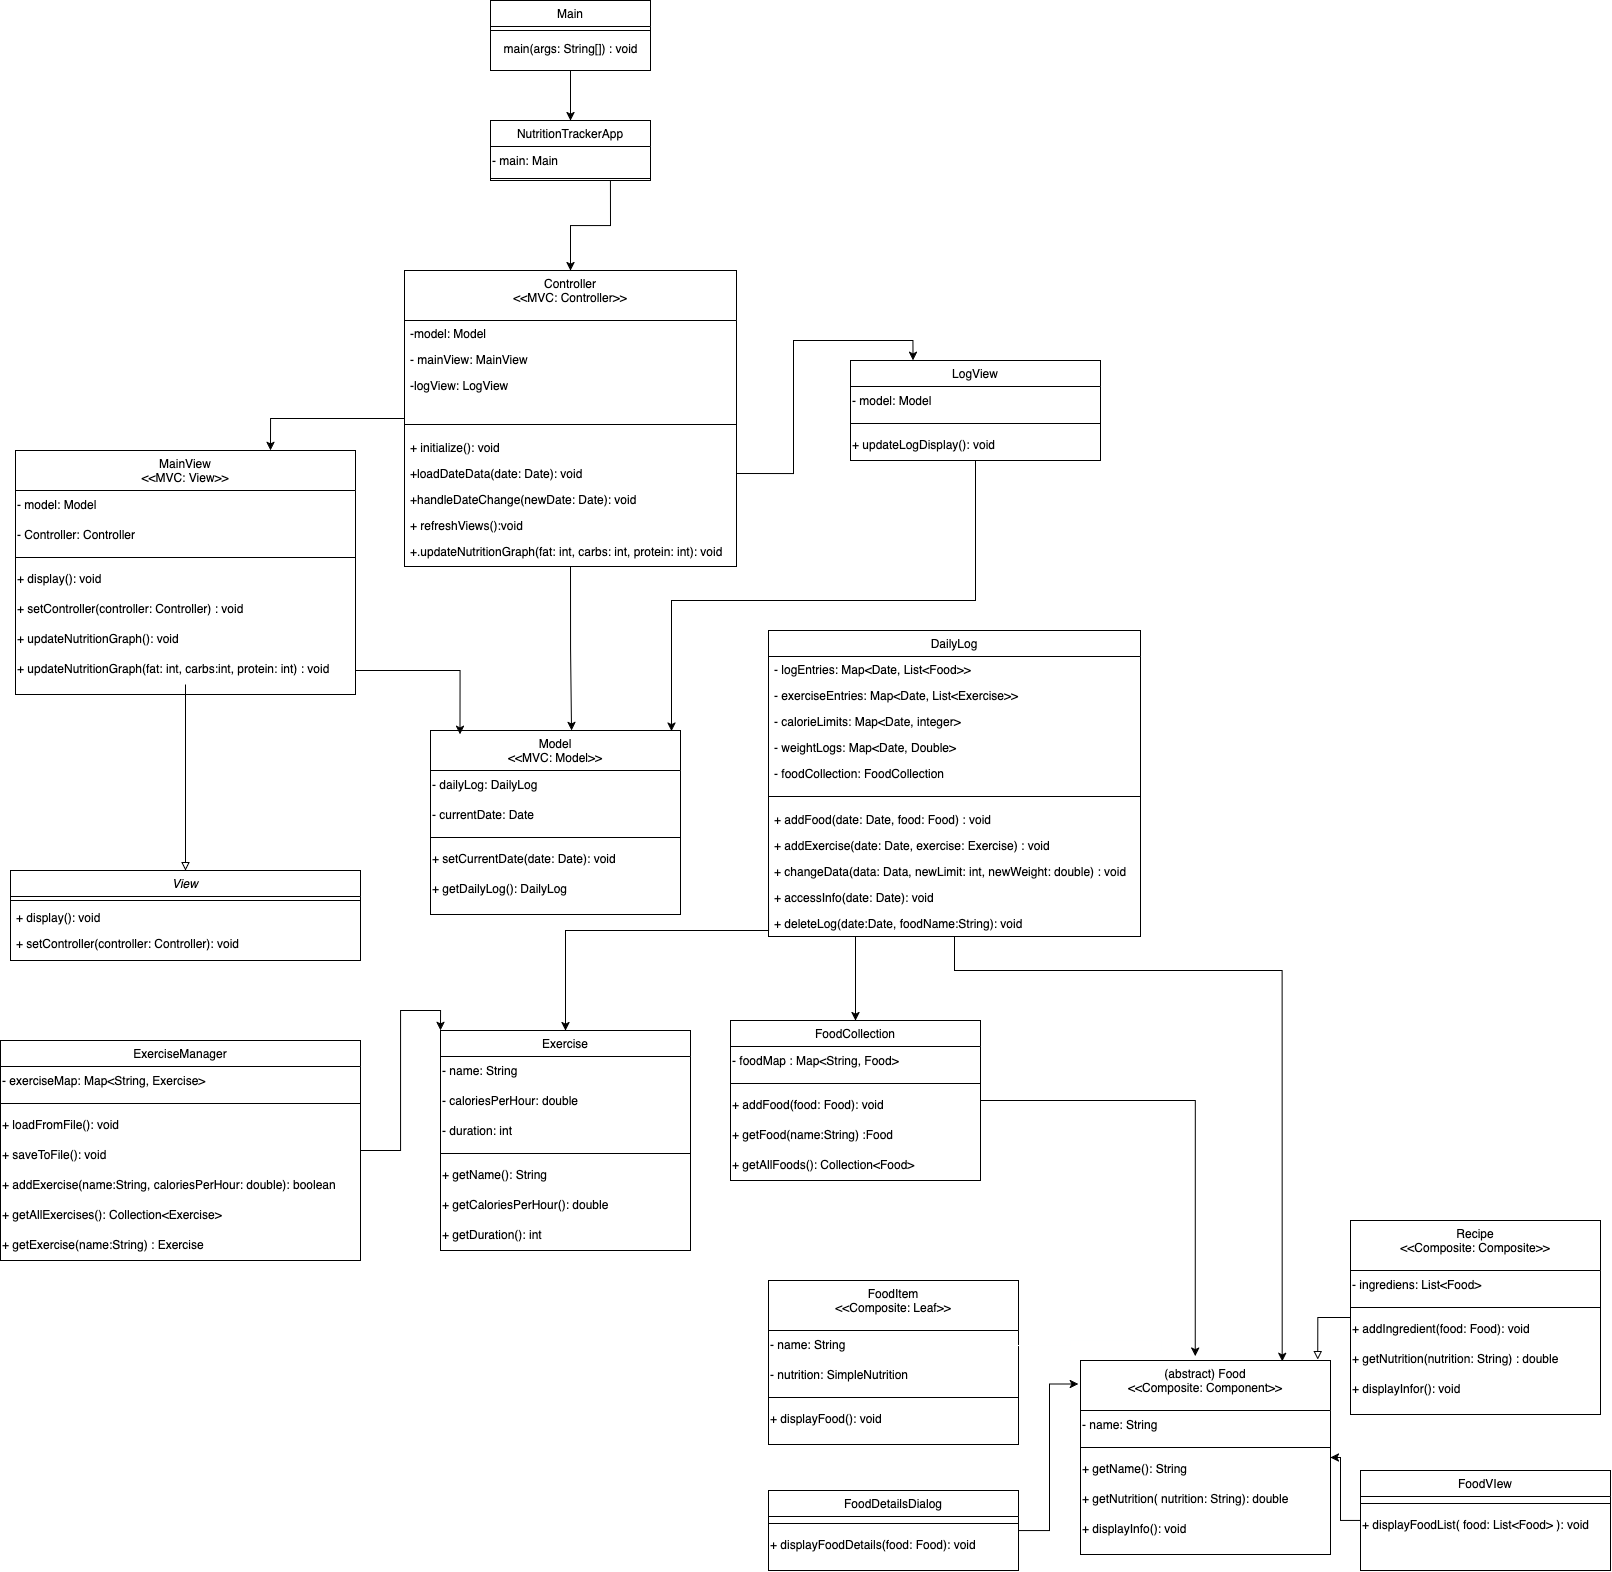 Main
main(args: String[]) : void
NutritionTrackerApp
- main: Main
Controller
<<MVC: Controller>>
-model: Model
- mainView: MainView
-logView: LogView
+ initialize(): void
+loadDateData(date: Date): void
+handleDateChange(newDate: Date): void
+ refreshViews():void
+.updateNutritionGraph(fat: int, carbs: int, protein: int): void
LogView
- model: Model
+ updateLogDisplay(): void
MainView
<<MVC: View>>
- model: Model
- Controller: Controller
+ display(): void
+ setController(controller: Controller) : void
+ updateNutritionGraph(): void
+ updateNutritionGraph(fat: int, carbs:int, protein: int) : void
DailyLog
- logEntries: Map<Date, List<Food>>
- exerciseEntries: Map<Date, List<Exercise>>
- calorieLimits: Map<Date, integer>
- weightLogs: Map<Date, Double>
- foodCollection: FoodCollection
+ addFood(date: Date, food: Food) : void
+ addExercise(date: Date, exercise: Exercise) : void
+ changeData(data: Data, newLimit: int, newWeight: double) : void
+ accessInfo(date: Date): void
+ deleteLog(date:Date, foodName:String): void
Model
<<MVC: Model>>
- dailyLog: DailyLog
- currentDate: Date
+ setCurrentDate(date: Date): void
+ getDailyLog(): DailyLog
View
+ display(): void
+ setController(controller: Controller): void
ExerciseManager
- exerciseMap: Map<String, Exercise>
+ loadFromFile(): void
+ saveToFile(): void
+ addExercise(name:String, caloriesPerHour: double): boolean
+ getAllExercises(): Collection<Exercise>
+ getExercise(name:String) : Exercise
Exercise
- name: String
- caloriesPerHour: double
- duration: int
+ getName(): String
+ getCaloriesPerHour(): double
+ getDuration(): int
FoodCollection
- foodMap : Map<String, Food>
+ addFood(food: Food): void
+ getFood(name:String) :Food
+ getAllFoods(): Collection<Food>
Recipe
<<Composite: Composite>>
- ingrediens: List<Food>
+ addIngredient(food: Food): void
+ getNutrition(nutrition: String) : double
+ displayInfor(): void
FoodItem
<<Composite: Leaf>>
- name: String
- nutrition: SimpleNutrition
+ displayFood(): void
(abstract) Food
<<Composite: Component>>
- name: String
+ getName(): String
+ getNutrition( nutrition: String): double
+ displayInfo(): void
FoodDetailsDialog
+ displayFoodDetails(food: Food): void
FoodVIew
+ displayFoodList( food: List<Food> ): void